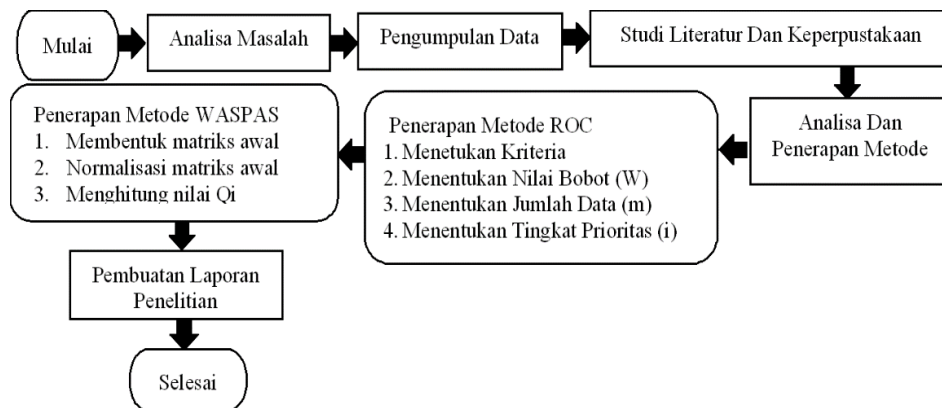 Mulai
Analisa Masalah
Pengumpulan Data
Studi Literatur Dan Keperpustakaan
Analisa Dan
Penerapan Metode
Penerapan Metode ROC
1. Menetukan Kriteria
2. Menentukan Nilai Bobot (W)
3. Menentukan Jumlah Data (m)
4. Menentukan Tingkat Prioritas (i)
Penerapan Metode WASPAS
1. Membentuk matriks awal
2. Normalisasi matriks awal
3. Menghitung nilai Qi
Pembuatan Laporan
Penelitian
Selesai